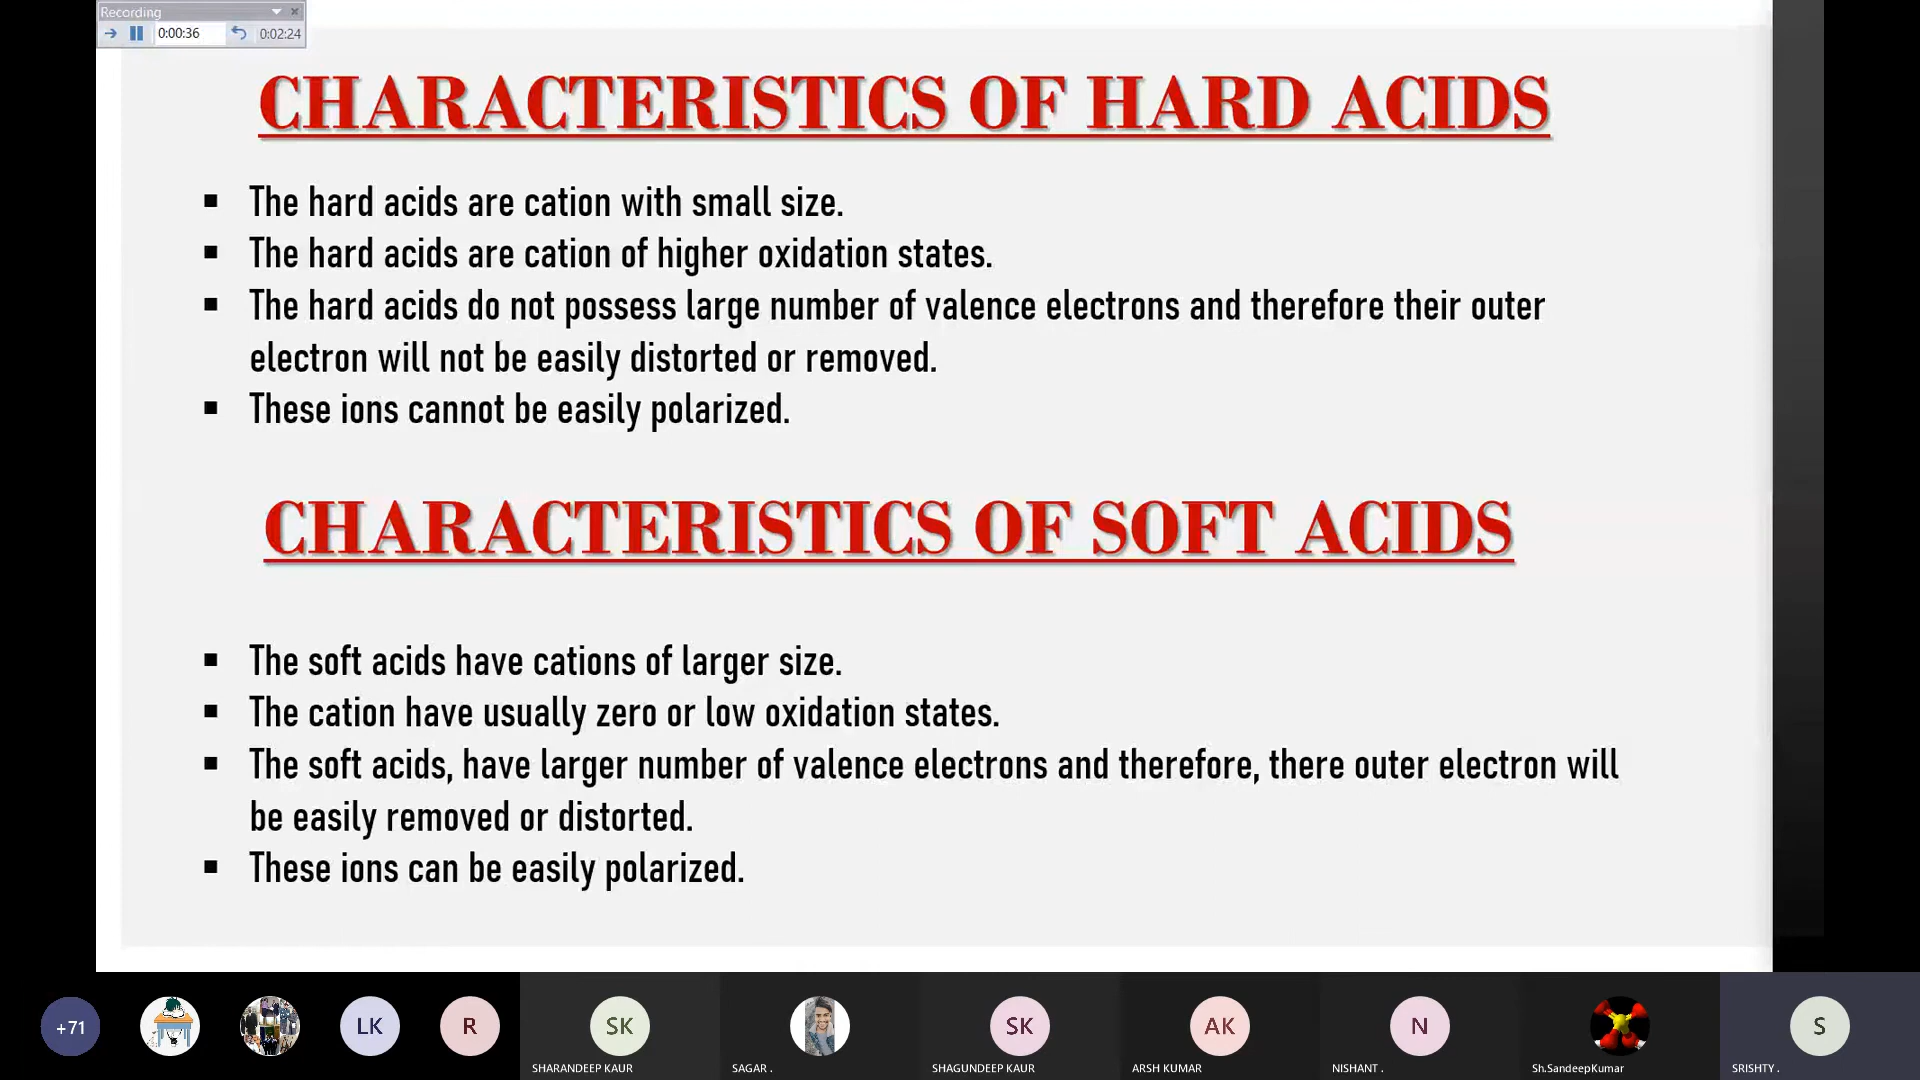 Recording
0:00:36 0:02:24
CHARACTERISTICS OF HARD ACIDS
▪ The hard acids are cation with small size.
▪ The hard acids are cation of higher oxidation states.
▪ The hard acids do not possess large number of valence electrons and therefore their outer
electron will not be easily distorted or removed.
▪ These ions cannot be easily polarized.
CHARACTERISTICS OF SOFT ACIDS
▪ The soft acids have cations of larger size.
▪ The cation have usually zero or low oxidation states.
▪ The soft acids, have larger number of valence electrons and therefore, there outer electron will
be easily removed or distorted.
▪ These ions can be easily polarized.
+71 LK R SK SK AK N S
SHARANDEEP KAUR SAGAR . SHAGUNDEEP KAUR ARSH KUMAR NISHANT . Sh.SandeepKumar SRISHTY .